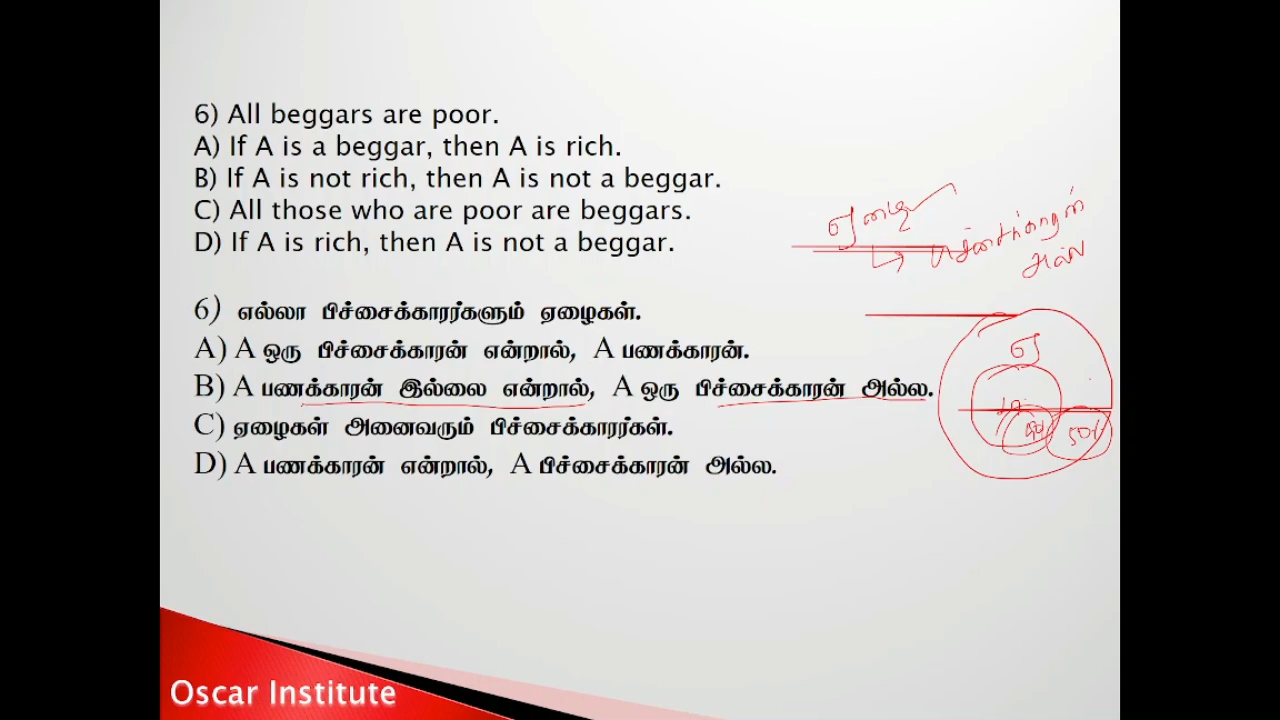 6) All beggars are poor.
A) If A is a beggar, then A is rich.
B) If A is not rich, then A is not a beggar.
C) All those who are poor are beggars.
D) If A is rich, then A is not a beggar.
ஏழை
பிச்சைக்காரன்
அல்ல
6) எல்லா பிச்சைக்காரர்களும் ஏழைகள்.
A) A ஒரு பிச்சைக்காரன் என்றால், A பணக்காரன்.
B) A பணக்காரன் இல்லை என்றால், A ஒரு பிச்சைக்காரன் அல்ல.
C) ஏழைகள் அனைவரும் பிச்சைக்காரர்கள்.
D) A பணக்காரன் என்றால், A பிச்சைக்காரன் அல்ல.
ஏ
Oscar Institute